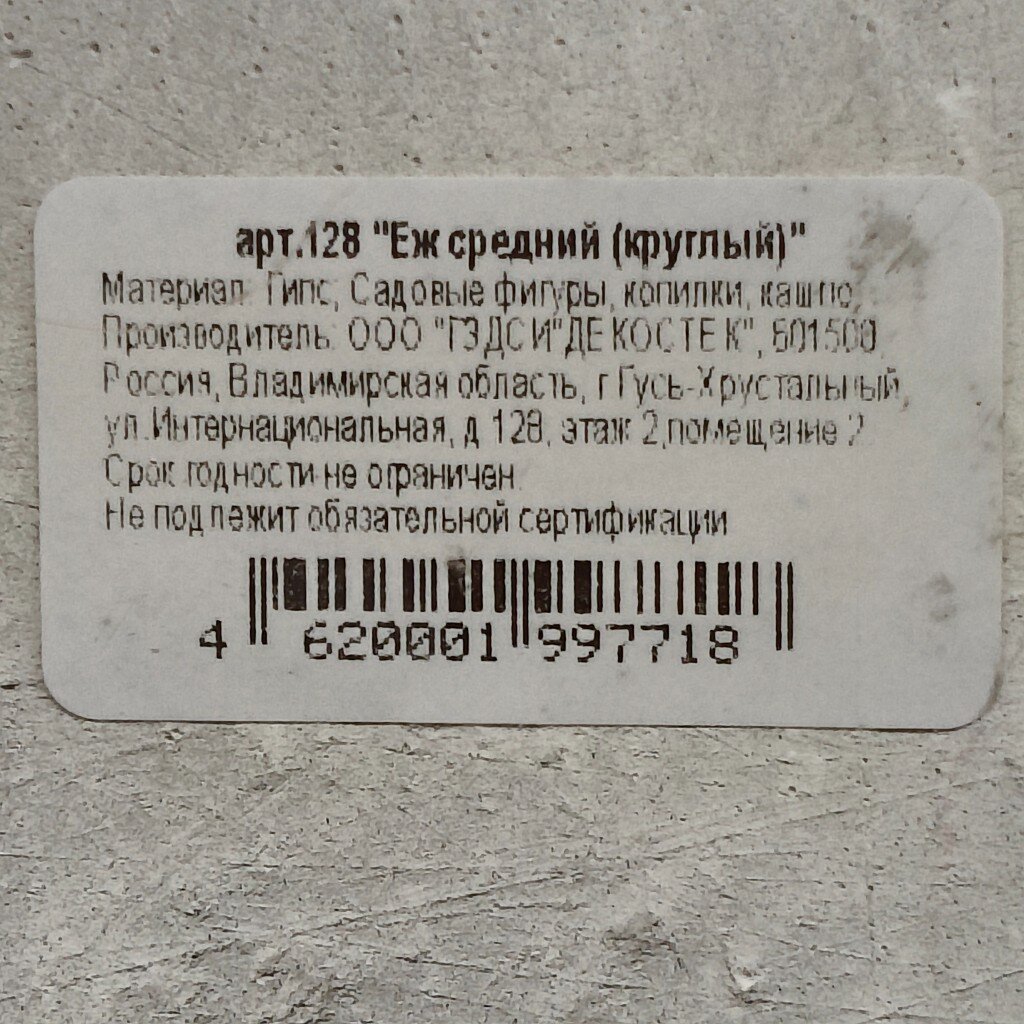 арт.128 "Еж средний (круглый)"
Материал: Гипс, Садовые фигуры, копилки, кашпо,
Производитель: ООО "ГЗДСИ"ДЕКОСТЕК", 601500,
Россия, Владимирская область, г.Гусь-Хрустальный,
ул.Интернациональная, д.128, этаж 2,помещение 2.
Срок годности не ограничен.
Не подлежит обязательной сертификации
4 620001 997718